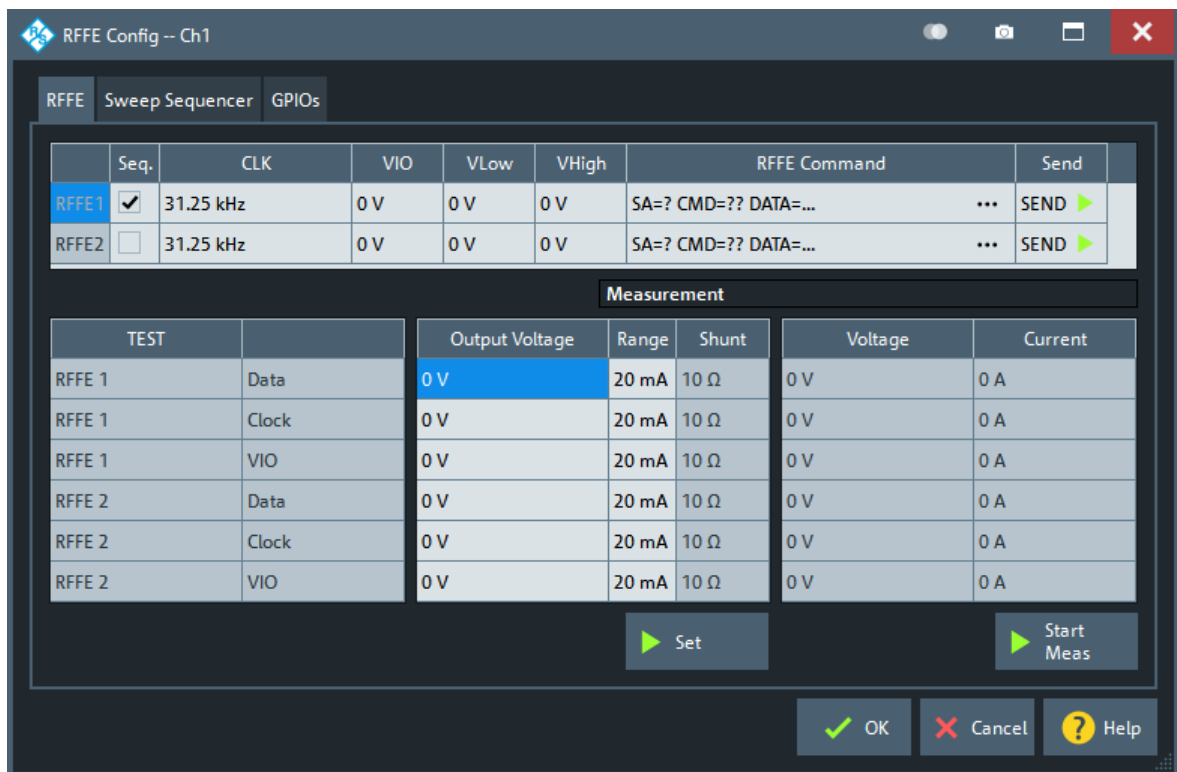 R&S RFFE Config -- Ch1
RFFE Sweep Sequencer GPIOs
Seq. CLK VIO VLow VHigh RFFE Command Send
RFFE1 31.25 kHz 0 V 0 V 0 V SA=? CMD=?? DATA=... ••• SEND
RFFE2 31.25 kHz 0 V 0 V 0 V SA=? CMD=?? DATA=... ••• SEND
Measurement
TEST Output Voltage Range Shunt Voltage Current
RFFE 1 Data 0 V 20 mA 10 Ω 0 V 0 A
RFFE 1 Clock 0 V 20 mA 10 Ω 0 V 0 A
RFFE 1 VIO 0 V 20 mA 10 Ω 0 V 0 A
RFFE 2 Data 0 V 20 mA 10 Ω 0 V 0 A
RFFE 2 Clock 0 V 20 mA 10 Ω 0 V 0 A
RFFE 2 VIO 0 V 20 mA 10 Ω 0 V 0 A
Set
Start
Meas
OK Cancel ? Help